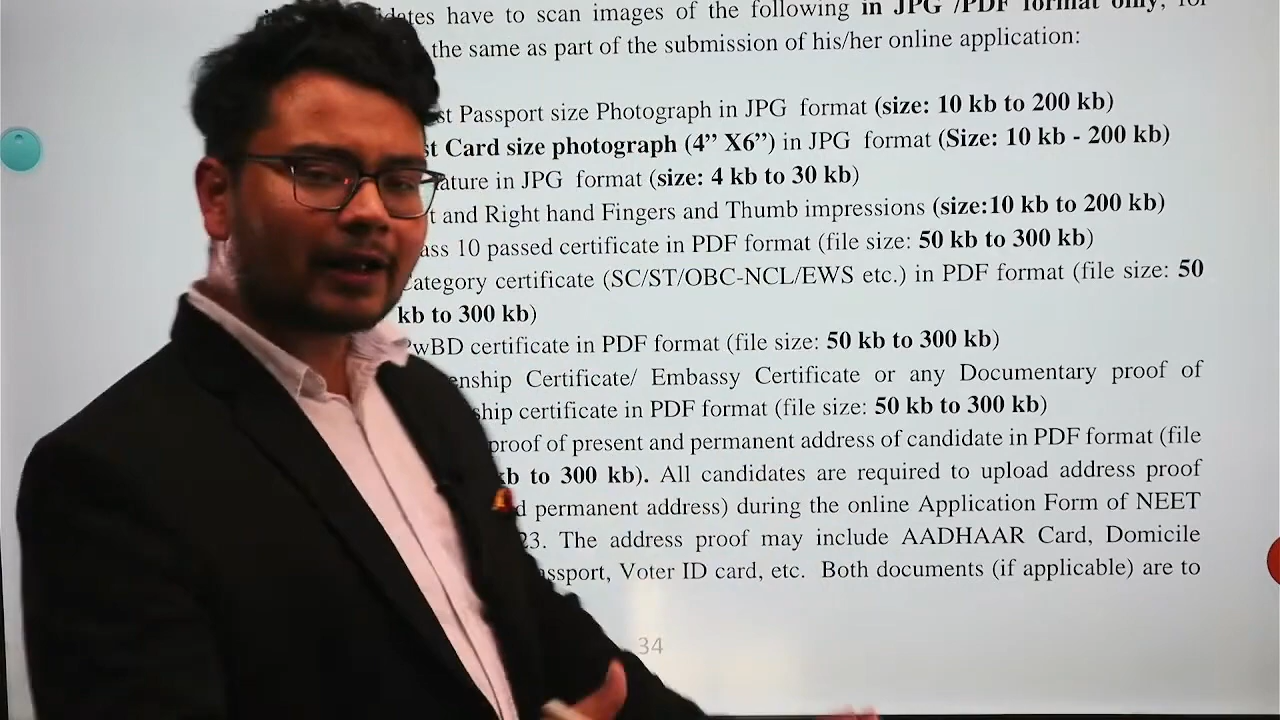 have to scan images of the following in JPG /PDF format only, for
the same as part of the submission of his/her online application:
Passport size Photograph in JPG format (size: 10 kb to 200 kb)
Card size photograph (4” X6”) in JPG format (Size: 10 kb - 200 kb)
in JPG format (size: 4 kb to 30 kb)
and Right hand Fingers and Thumb impressions (size:10 kb to 200 kb)
10 passed certificate in PDF format (file size: 50 kb to 300 kb)
Category certificate (SC/ST/OBC-NCL/EWS etc.) in PDF format (file size: 50
kb to 300 kb)
PwBD certificate in PDF format (file size: 50 kb to 300 kb)
Certificate/ Embassy Certificate or any Documentary proof of
certificate in PDF format (file size: 50 kb to 300 kb)
proof of present and permanent address of candidate in PDF format (file
kb to 300 kb). All candidates are required to upload address proof
permanent address) during the online Application Form of NEET
23. The address proof may include AADHAAR Card, Domicile
Voter ID card, etc. Both documents (if applicable) are to
34